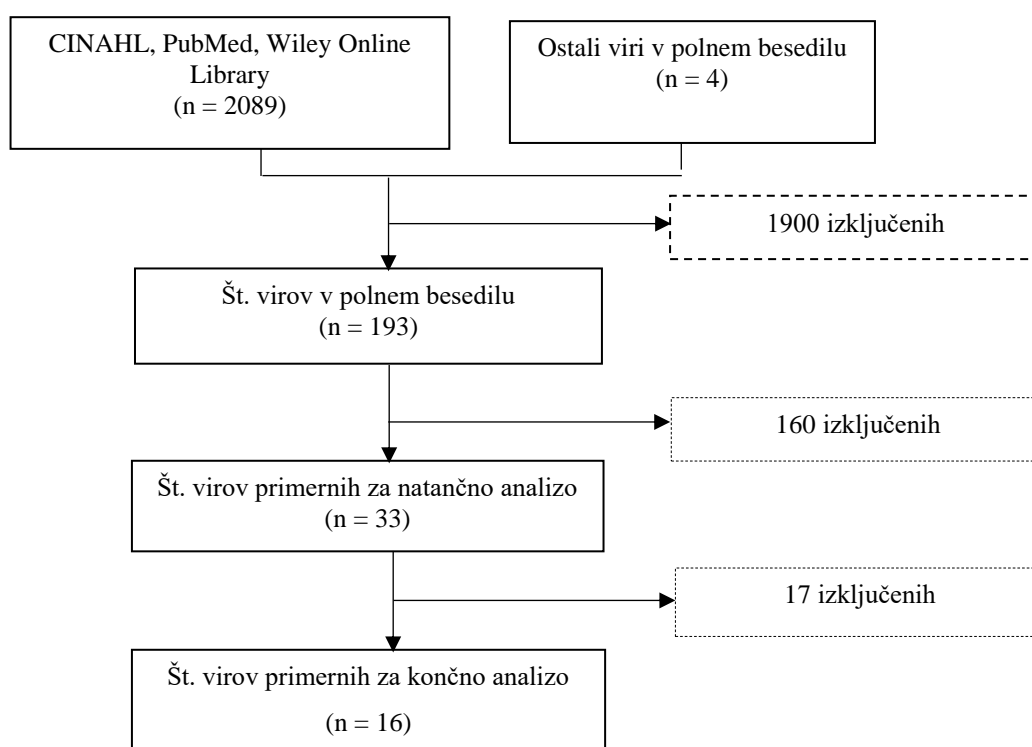 CINAHL, PubMed, Wiley Online
Library
(n = 2089)
Ostali viri v polnem besedilu
(n = 4)
1900 izključenih
Št. virov v polnem besedilu
(n = 193)
160 izključenih
Št. virov primernih za natančno analizo
(n = 33)
17 izključenih
Št. virov primernih za končno analizo
(n = 16)